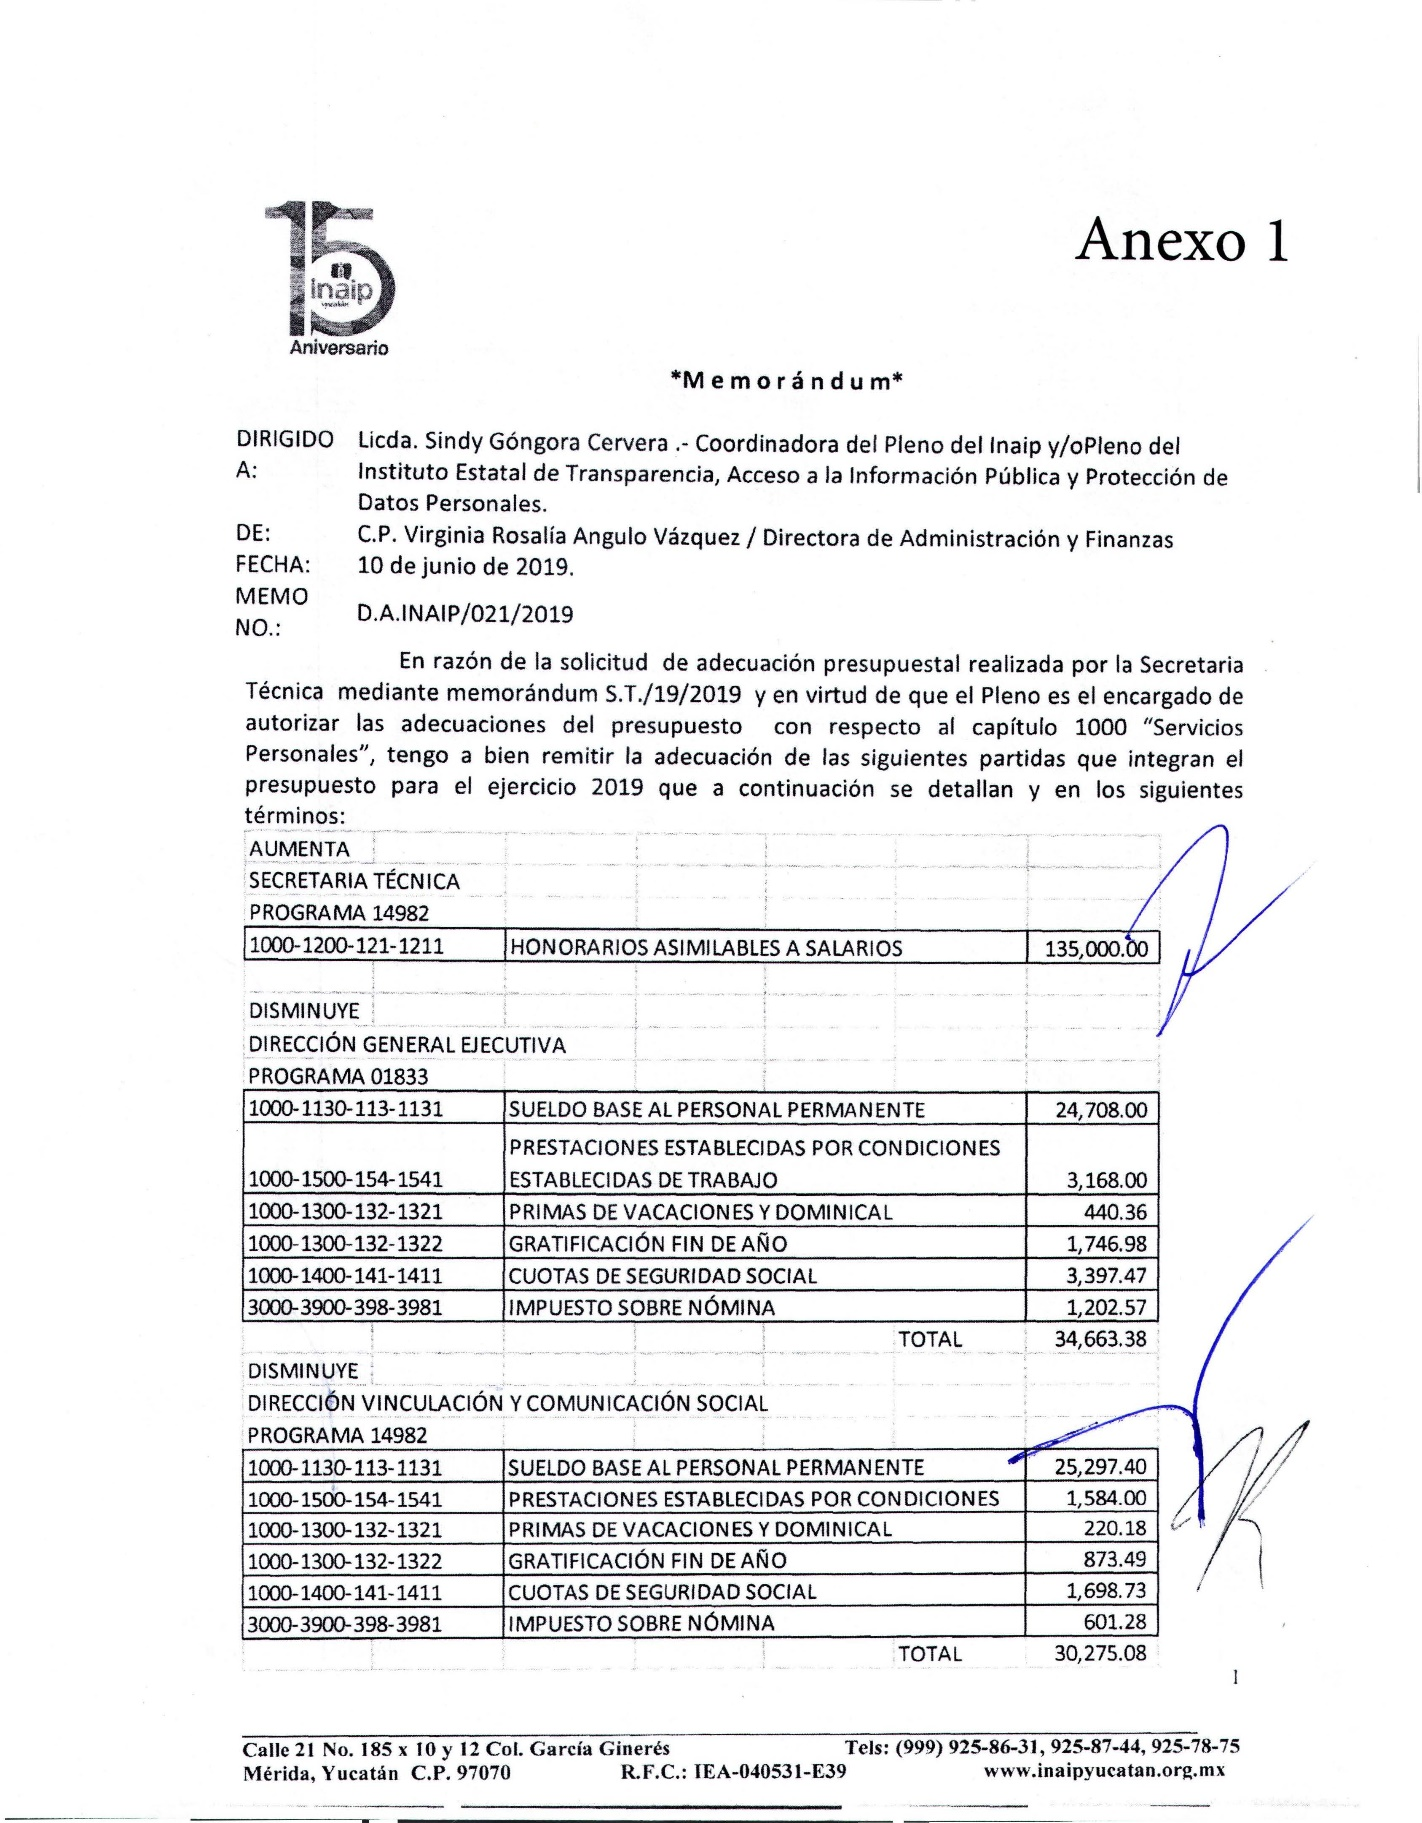 Anexo 1
15
inaip
Aniversario
*Memorándum*
DIRIGIDO A: Licda. Sindy Góngora Cervera .- Coordinadora del Pleno del Inaip y/oPleno del
Instituto Estatal de Transparencia, Acceso a la Información Pública y Protección de
Datos Personales.
DE: C.P. Virginia Rosalía Angulo Vázquez / Directora de Administración y Finanzas
FECHA: 10 de junio de 2019.
MEMO NO.: D.A.INAIP/021/2019
En razón de la solicitud de adecuación presupuestal realizada por la Secretaria
Técnica mediante memorándum S.T./19/2019 y en virtud de que el Pleno es el encargado de
autorizar las adecuaciones del presupuesto con respecto al capítulo 1000 “Servicios
Personales”, tengo a bien remitir la adecuación de las siguientes partidas que integran el
presupuesto para el ejercicio 2019 que a continuación se detallan y en los siguientes
términos:
AUMENTA
SECRETARIA TÉCNICA
PROGRAMA 14982
1000-1200-121-1211 HONORARIOS ASIMILABLES A SALARIOS 135,000.00
DISMINUYE
DIRECCIÓN GENERAL EJECUTIVA
PROGRAMA 01833
1000-1130-113-1131 SUELDO BASE AL PERSONAL PERMANENTE 24,708.00
PRESTACIONES ESTABLECIDAS POR CONDICIONES
1000-1500-154-1541 ESTABLECIDAS DE TRABAJO 3,168.00
1000-1300-132-1321 PRIMAS DE VACACIONES Y DOMINICAL 440.36
1000-1300-132-1322 GRATIFICACIÓN FIN DE AÑO 1,746.98
1000-1400-141-1411 CUOTAS DE SEGURIDAD SOCIAL 3,397.47
3000-3900-398-3981 IMPUESTO SOBRE NÓMINA 1,202.57
TOTAL 34,663.38
DISMINUYE
DIRECCIÓN VINCULACIÓN Y COMUNICACIÓN SOCIAL
PROGRAMA 14982
1000-1130-113-1131 SUELDO BASE AL PERSONAL PERMANENTE 25,297.40
1000-1500-154-1541 PRESTACIONES ESTABLECIDAS POR CONDICIONES 1,584.00
1000-1300-132-1321 PRIMAS DE VACACIONES Y DOMINICAL 220.18
1000-1300-132-1322 GRATIFICACIÓN FIN DE AÑO 873.49
1000-1400-141-1411 CUOTAS DE SEGURIDAD SOCIAL 1,698.73
3000-3900-398-3981 IMPUESTO SOBRE NÓMINA 601.28
TOTAL 30,275.08
1
Calle 21 No. 185 x 10 y 12 Col. García Ginerés Tels: (999) 925-86-31, 925-87-44, 925-78-75
Mérida, Yucatán C.P. 97070 R.F.C.: IEA-040531-E39 www.inaipyucatan.org.mx